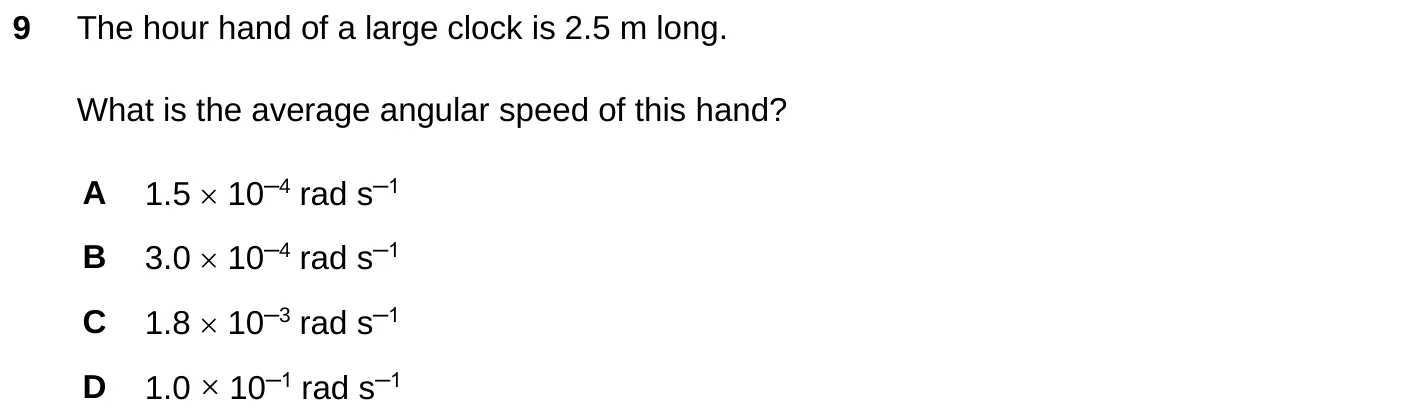 9 The hour hand of a large clock is 2.5 m long.
What is the average angular speed of this hand?
A 1.5 × 10⁻⁴ rad s⁻¹
B 3.0 × 10⁻⁴ rad s⁻¹
C 1.8 × 10⁻³ rad s⁻¹
D 1.0 × 10⁻¹ rad s⁻¹